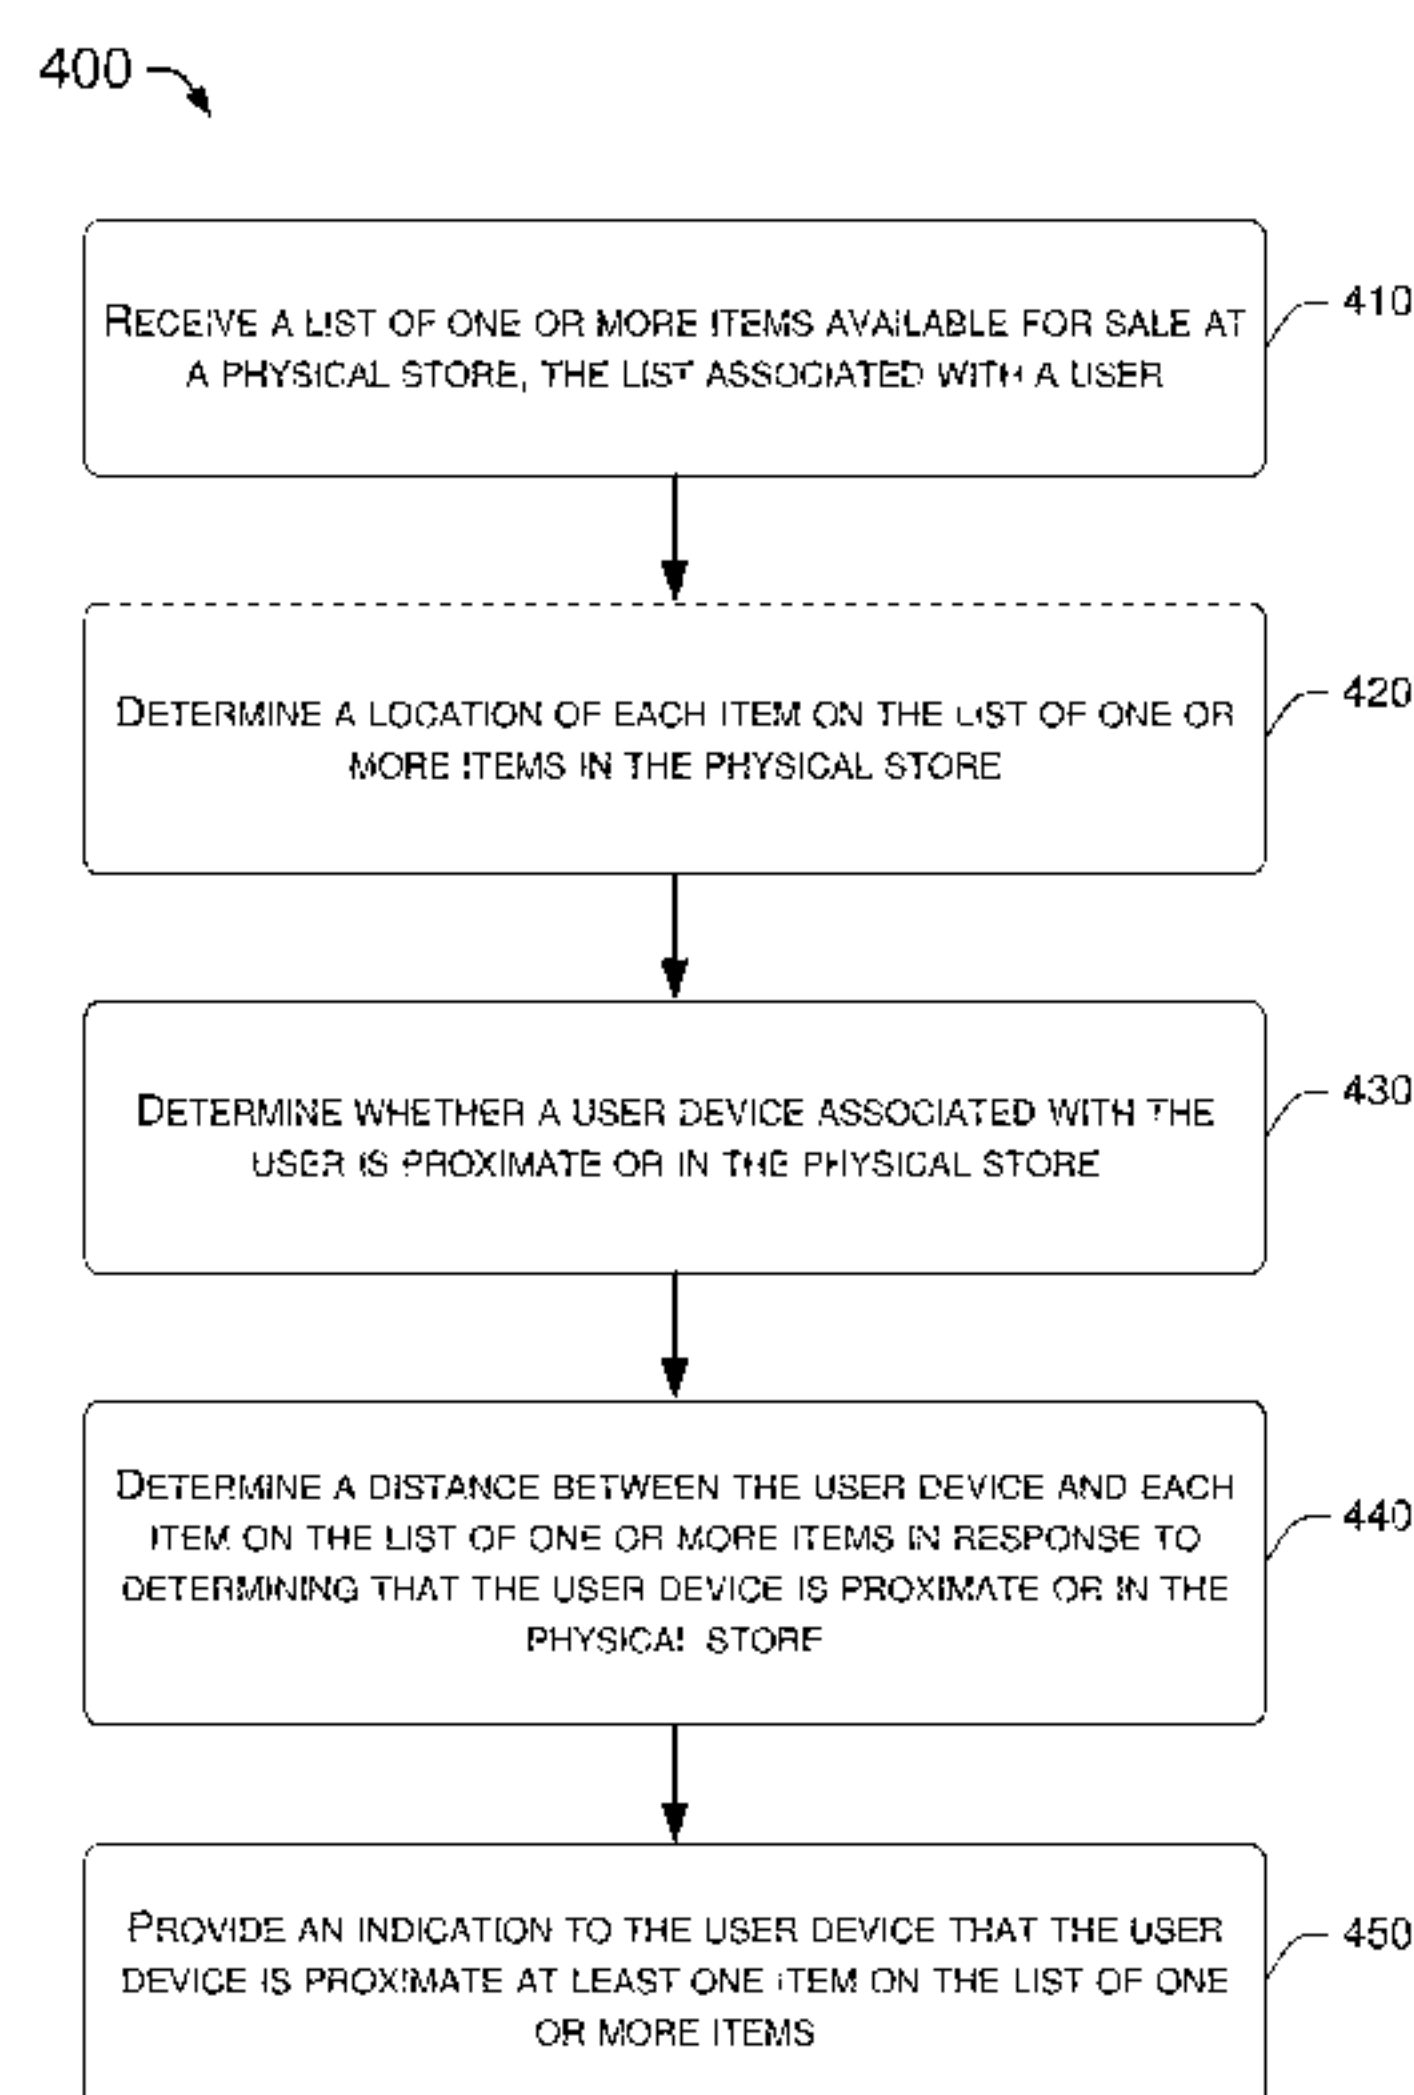 400
RECEIVE A LIST OF ONE OR MORE ITEMS AVAILABLE FOR SALE AT
A PHYSICAL STORE, THE LIST ASSOCIATED WITH A USER
410
DETERMINE A LOCATION OF EACH ITEM ON THE LIST OF ONE OR
MORE ITEMS IN THE PHYSICAL STORE
420
DETERMINE WHETHER A USER DEVICE ASSOCIATED WITH THE
USER IS PROXIMATE OR IN THE PHYSICAL STORE
430
DETERMINE A DISTANCE BETWEEN THE USER DEVICE AND EACH
ITEM ON THE LIST OF ONE OR MORE ITEMS IN RESPONSE TO
DETERMINING THAT THE USER DEVICE IS PROXIMATE OR IN THE
PHYSICAL STORE
440
PROVIDE AN INDICATION TO THE USER DEVICE THAT THE USER
DEVICE IS PROXIMATE AT LEAST ONE ITEM ON THE LIST OF ONE
OR MORE ITEMS
450